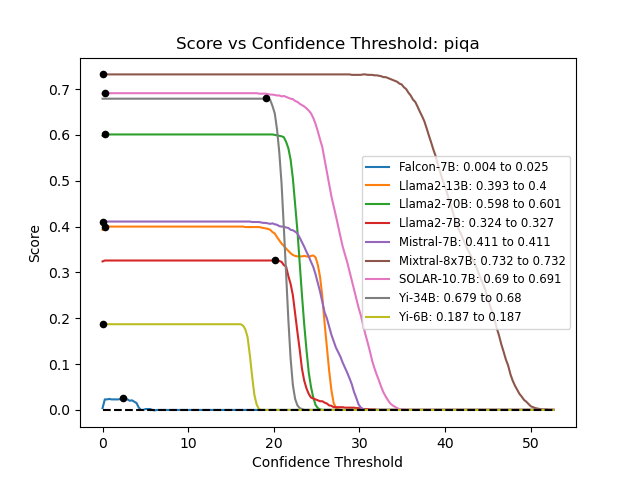 Score vs Confidence Threshold: piqa
Score
0.7
0.6
0.5
0.4
0.3
0.2
0.1
0.0
Falcon-7B: 0.004 to 0.025
Llama2-13B: 0.393 to 0.4
Llama2-70B: 0.598 to 0.601
Llama2-7B: 0.324 to 0.327
Mistral-7B: 0.411 to 0.411
Mixtral-8x7B: 0.732 to 0.732
SOLAR-10.7B: 0.69 to 0.691
Yi-34B: 0.679 to 0.68
Yi-6B: 0.187 to 0.187
0 10 20 30 40 50
Confidence Threshold